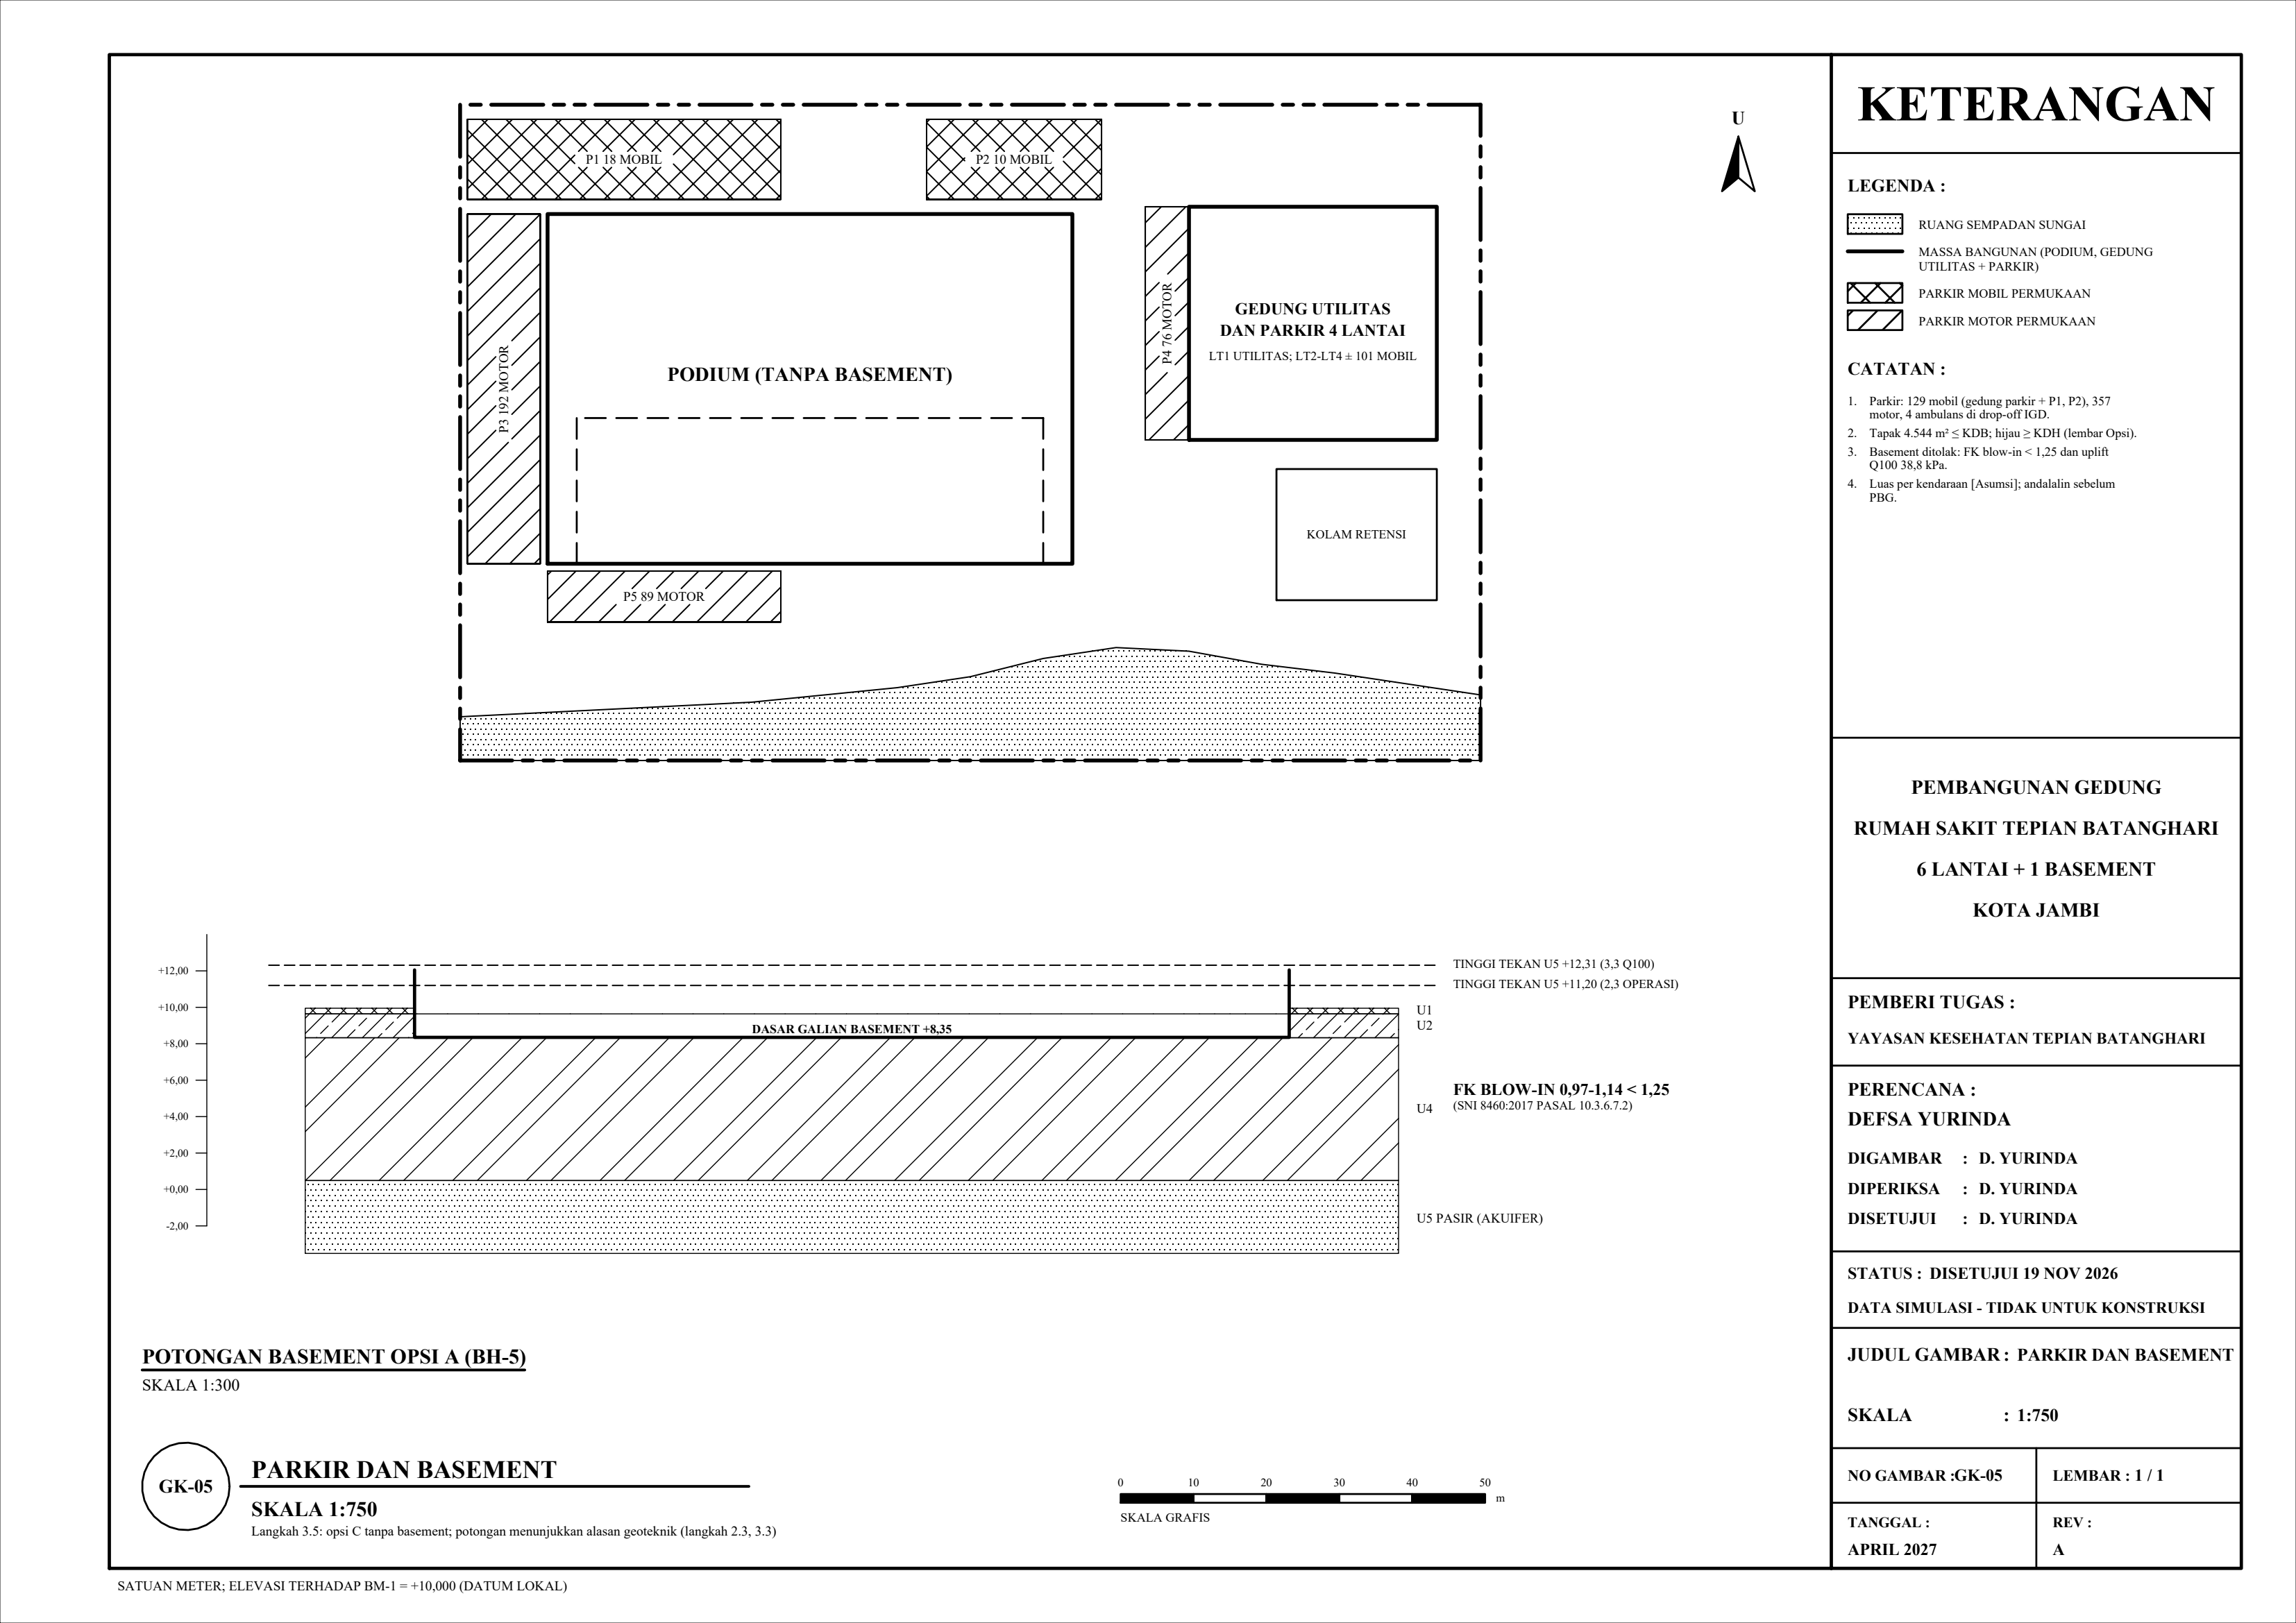 P1 18 MOBIL
P2 10 MOBIL
U
P3 192 MOTOR
PODIUM (TANPA BASEMENT)
P4 76 MOTOR
GEDUNG UTILITAS
DAN PARKIR 4 LANTAI
LT1 UTILITAS; LT2-LT4 ± 101 MOBIL
KOLAM RETENSI
P5 89 MOTOR
+12,00
+10,00
+8,00
+6,00
+4,00
+2,00
+0,00
-2,00
TINGGI TEKAN U5 +12,31 (3,3 Q100)
TINGGI TEKAN U5 +11,20 (2,3 OPERASI)
U1
U2
DASAR GALIAN BASEMENT +8,35
FK BLOW-IN 0,97-1,14 < 1,25
(SNI 8460:2017 PASAL 10.3.6.7.2)
U4
U5 PASIR (AKUIFER)
POTONGAN BASEMENT OPSI A (BH-5)
SKALA 1:300
GK-05
PARKIR DAN BASEMENT
SKALA 1:750
Langkah 3.5: opsi C tanpa basement; potongan menunjukkan alasan geoteknik (langkah 2.3, 3.3)
0 10 20 30 40 50
m
SKALA GRAFIS
SATUAN METER; ELEVASI TERHADAP BM-1 = +10,000 (DATUM LOKAL)
KETERANGAN
LEGENDA :
RUANG SEMPADAN SUNGAI
MASSA BANGUNAN (PODIUM, GEDUNG
UTILITAS + PARKIR)
PARKIR MOBIL PERMUKAAN
PARKIR MOTOR PERMUKAAN
CATATAN :
1. Parkir: 129 mobil (gedung parkir + P1, P2), 357
motor, 4 ambulans di drop-off IGD.
2. Tapak 4.544 m² ≤ KDB; hijau ≥ KDH (lembar Opsi).
3. Basement ditolak: FK blow-in < 1,25 dan uplift
Q100 38,8 kPa.
4. Luas per kendaraan [Asumsi]; andalalin sebelum
PBG.
PEMBANGUNAN GEDUNG
RUMAH SAKIT TEPIAN BATANGHARI
6 LANTAI + 1 BASEMENT
KOTA JAMBI
PEMBERI TUGAS :
YAYASAN KESEHATAN TEPIAN BATANGHARI
PERENCANA :
DEFSA YURINDA
DIGAMBAR : D. YURINDA
DIPERIKSA : D. YURINDA
DISETUJUI : D. YURINDA
STATUS : DISETUJUI 19 NOV 2026
DATA SIMULASI - TIDAK UNTUK KONSTRUKSI
JUDUL GAMBAR : PARKIR DAN BASEMENT
SKALA : 1:750
NO GAMBAR :GK-05
LEMBAR : 1 / 1
TANGGAL :
APRIL 2027
REV :
A